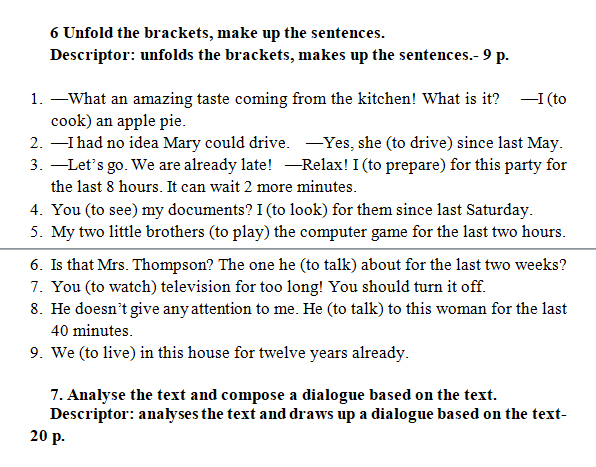 6 Unfold the brackets, make up the sentences.
Descriptor: unfolds the brackets, makes up the sentences.- 9 p.
1. —What an amazing taste coming from the kitchen! What is it? —I (to
cook) an apple pie.
2. —I had no idea Mary could drive. —Yes, she (to drive) since last May.
3. —Let's go. We are already late! —Relax! I (to prepare) for this party for
the last 8 hours. It can wait 2 more minutes.
4. You (to see) my documents? I (to look) for them since last Saturday.
5. My two little brothers (to play) the computer game for the last two hours.
6. Is that Mrs. Thompson? The one he (to talk) about for the last two weeks?
7. You (to watch) television for too long! You should turn it off.
8. He doesn't give any attention to me. He (to talk) to this woman for the last
40 minutes.
9. We (to live) in this house for twelve years already.
7. Analyse the text and compose a dialogue based on the text.
Descriptor: analyses the text and draws up a dialogue based on the text-
20 p.